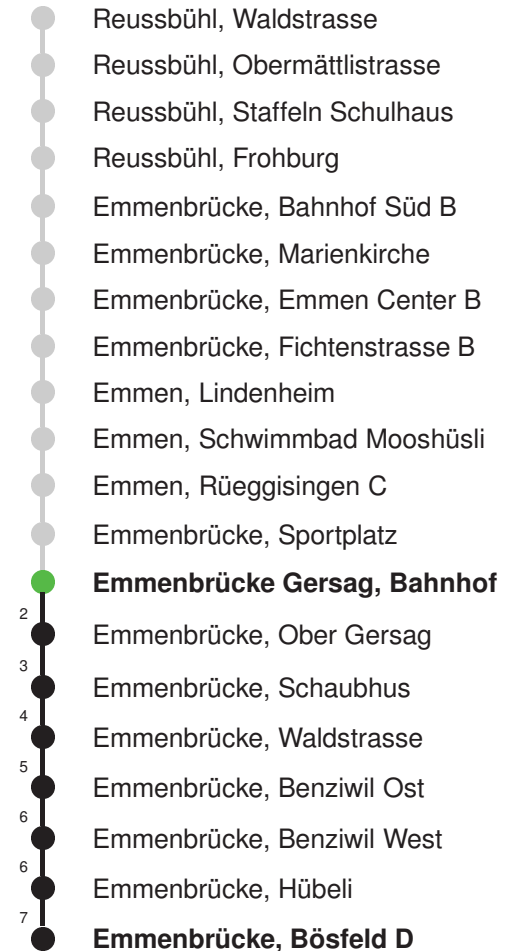 Reussbühl, Waldstrasse
Reussbühl, Obermättlistrasse
Reussbühl, Staffeln Schulhaus
Reussbühl, Frohburg
Emmenbrücke, Bahnhof Süd B
Emmenbrücke, Marienkirche
Emmenbrücke, Emmen Center B
Emmenbrücke, Fichtenstrasse B
Emmen, Lindenheim
Emmen, Schwimmbad Mooshüsli
Emmen, Rüeggisingen C
Emmenbrücke, Sportplatz
Emmenbrücke Gersag, Bahnhof
2 Emmenbrücke, Ober Gersag
3 Emmenbrücke, Schaubhus
4 Emmenbrücke, Waldstrasse
5 Emmenbrücke, Benziwil Ost
6 Emmenbrücke, Benziwil West
6 Emmenbrücke, Hübeli
7 Emmenbrücke, Bösfeld D